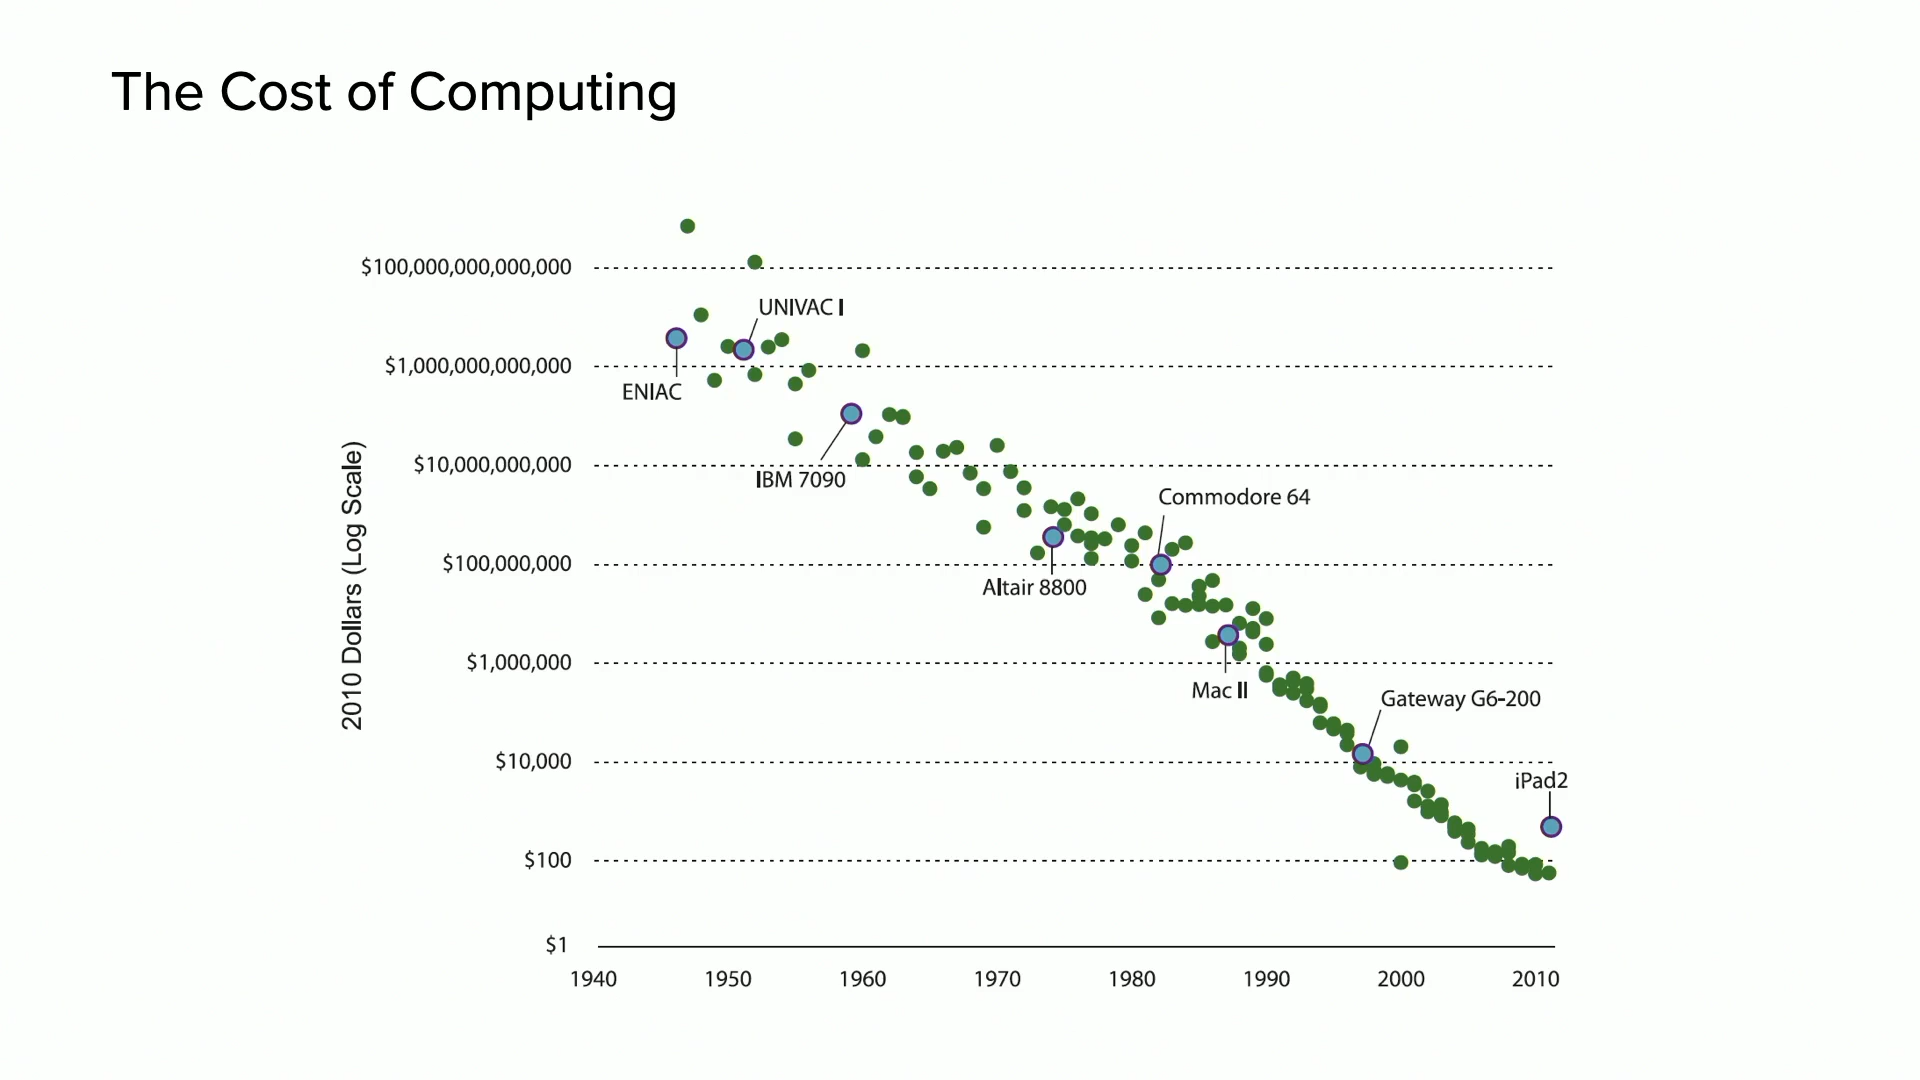 The Cost of Computing
2010 Dollars (Log Scale)
$100,000,000,000,000
$1,000,000,000,000
$10,000,000,000
$100,000,000
$1,000,000
$10,000
$100
$1
UNIVAC I
ENIAC
IBM 7090
Commodore 64
Altair 8800
Mac II
Gateway G6-200
iPad2
1940 1950 1960 1970 1980 1990 2000 2010